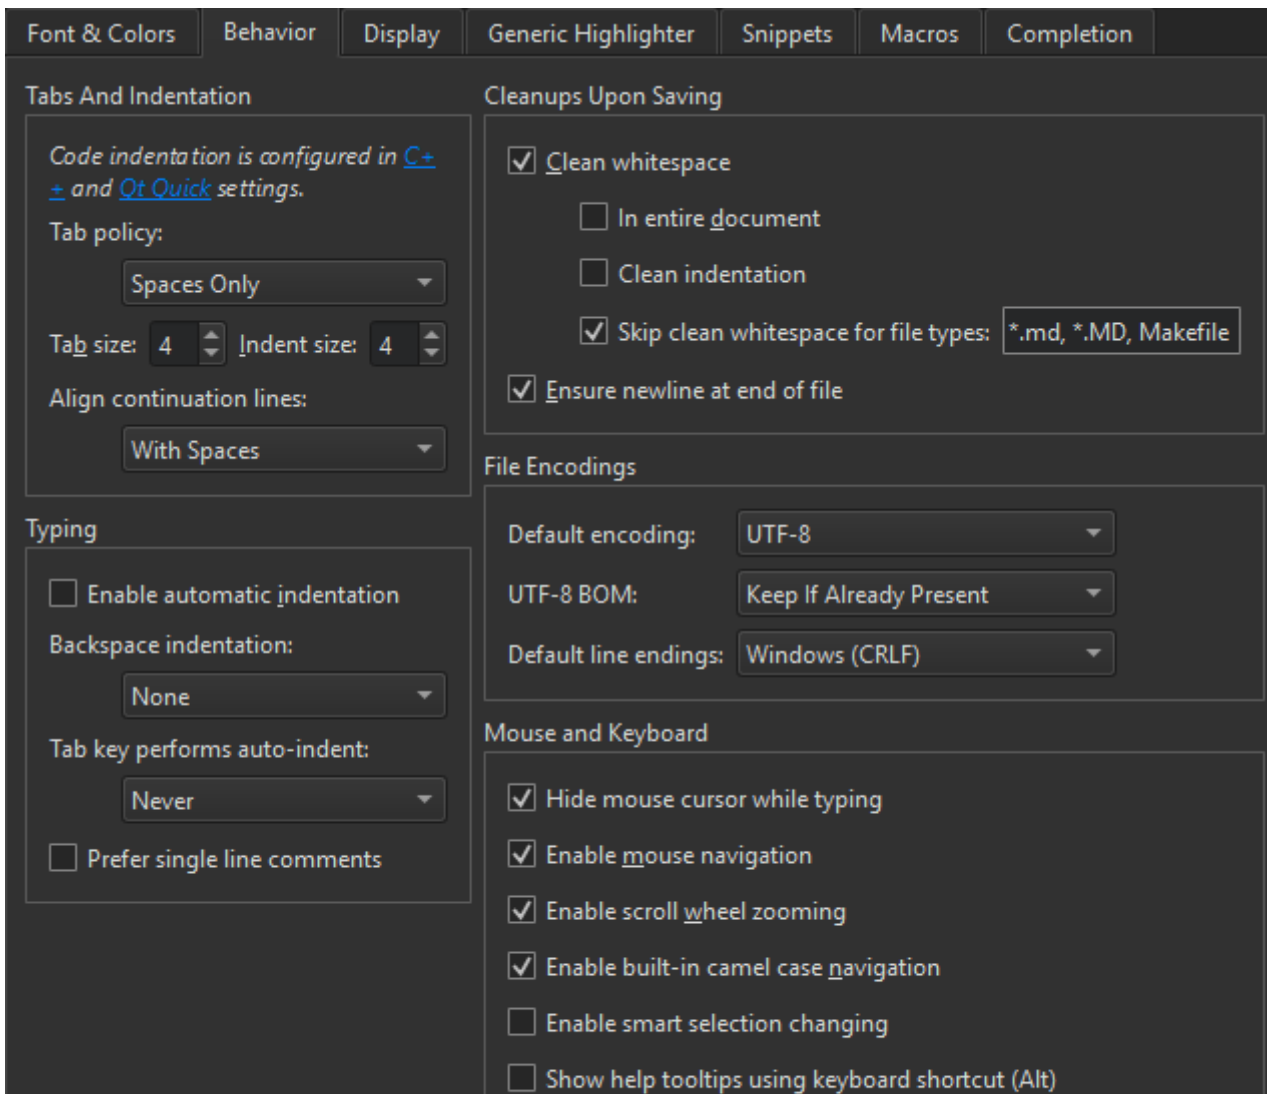 Font & Colors
Behavior
Display
Generic Highlighter
Snippets
Macros
Completion
Tabs And Indentation
Code indentation is configured in C+
+ and Qt Quick settings.
Tab policy:
Spaces Only
Tab size: 4 Indent size: 4
Align continuation lines:
With Spaces
Typing
Enable automatic indentation
Backspace indentation:
None
Tab key performs auto-indent:
Never
Prefer single line comments
Cleanups Upon Saving
Clean whitespace
In entire document
Clean indentation
Skip clean whitespace for file types: *.md, *.MD, Makefile
Ensure newline at end of file
File Encodings
Default encoding: UTF-8
UTF-8 BOM: Keep If Already Present
Default line endings: Windows (CRLF)
Mouse and Keyboard
Hide mouse cursor while typing
Enable mouse navigation
Enable scroll wheel zooming
Enable built-in camel case navigation
Enable smart selection changing
Show help tooltips using keyboard shortcut (Alt)